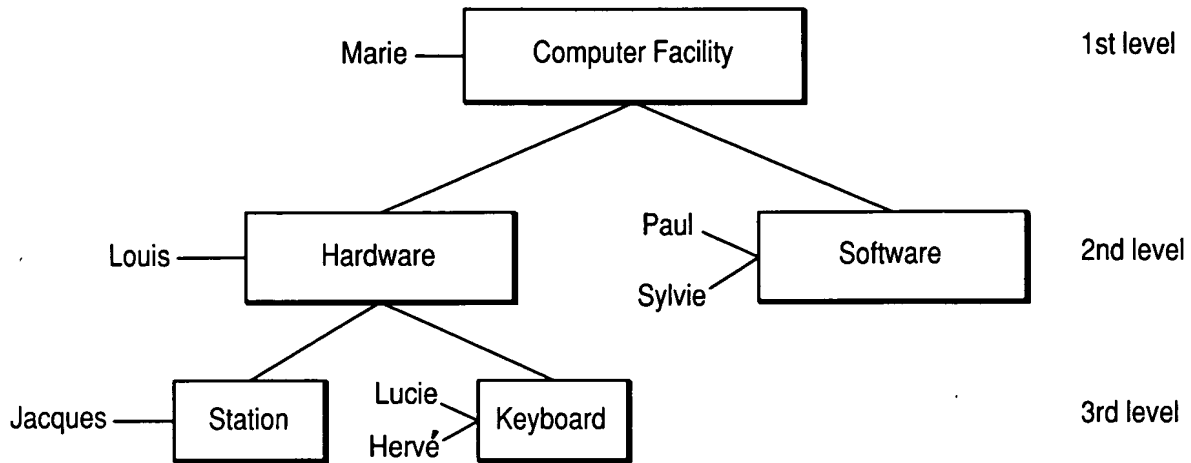 Marie
Computer Facility
1st level
Louis
Hardware
Paul
Sylvie
Software
2nd level
Jacques
Station
Lucie
Hervé
Keyboard
3rd level